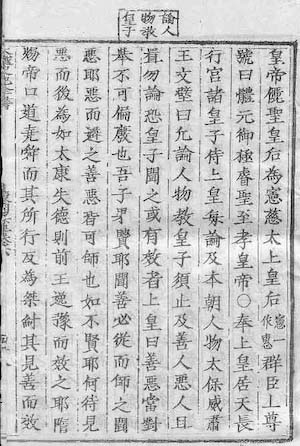 論人
物教
皇子
皇帝儷聖皇后為憲慈太上皇后憲一作惠群臣上尊
號曰體元御極睿聖至孝皇帝〇奉上皇居天長
行宮諸皇子侍上皇每論及本朝人物太保威肅
王文璧曰凡論人物教皇子須止及善人惡人且
勿論恐皇子聞之或有效者上皇曰善惡當對
舉不可偏廢也吾子果賢耶聞善必從而師之聞
惡耶惡而避之善惡皆可師也如不賢耶何待見
惡而後為如太康失德則前王逸豫而效之耶隋
煬帝口道堯舜而其所行反為桀紂其見善而效